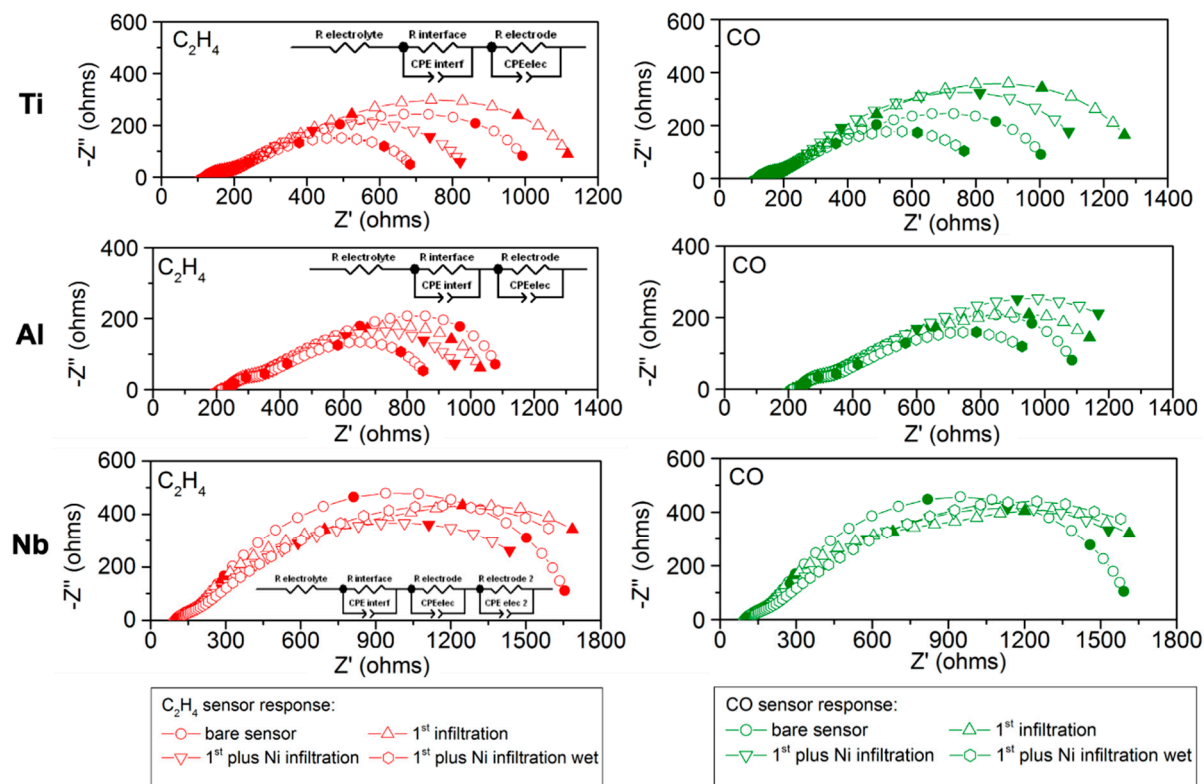 Ti
C2H4
R electrolyte R interface R electrode
CPE interf CPEelec
-Z'' (ohms)
600
400
200
0
0 200 400 600 800 1000 1200
Z' (ohms)
CO
-Z'' (ohms)
600
400
200
0
0 200 400 600 800 1000 1200 1400
Z' (ohms)
Al
C2H4
R electrolyte R interface R electrode
CPE interf CPEelec
-Z'' (ohms)
400
200
0
0 200 400 600 800 1000 1200 1400
Z' (ohms)
CO
-Z'' (ohms)
400
300
200
100
0
0 200 400 600 800 1000 1200 1400
Z' (ohms)
Nb
C2H4
-Z'' (ohms)
600
400
200
0
R electrolyte R interface R electrode R electrode 2
CPE interf CPEelec CPE elec 2
0 300 600 900 1200 1500 1800
Z' (ohms)
CO
-Z'' (ohms)
600
400
200
0
0 300 600 900 1200 1500 1800
Z' (ohms)
C2H4 sensor response:
bare sensor 1st infiltration
1st plus Ni infiltration 1st plus Ni infiltration wet
CO sensor response:
bare sensor 1st infiltration
1st plus Ni infiltration 1st plus Ni infiltration wet